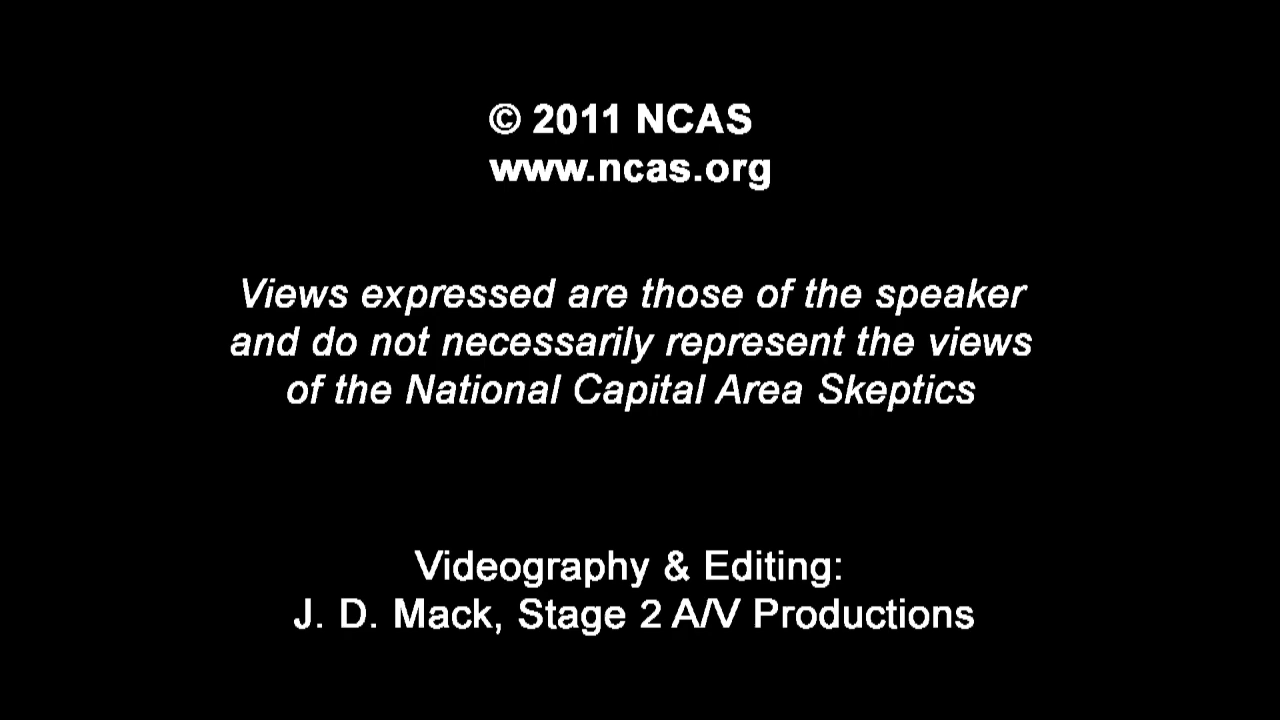 © 2011 NCAS
www.ncas.org
Views expressed are those of the speaker
and do not necessarily represent the views
of the National Capital Area Skeptics
Videography & Editing:
J. D. Mack, Stage 2 A/V Productions